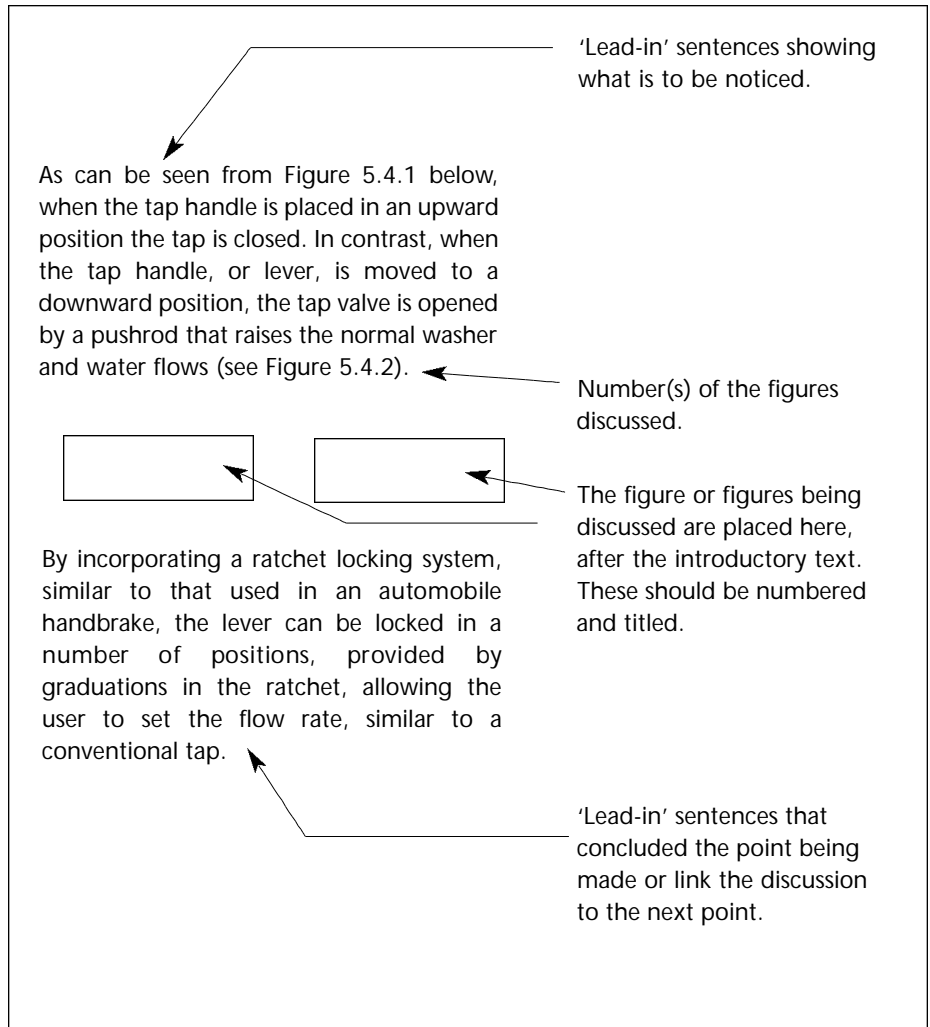 ‘Lead-in’ sentences showing
what is to be noticed.
As can be seen from Figure 5.4.1 below,
when the tap handle is placed in an upward
position the tap is closed. In contrast, when
the tap handle, or lever, is moved to a
downward position, the tap valve is opened
by a pushrod that raises the normal washer
and water flows (see Figure 5.4.2).
Number(s) of the figures
discussed.
The figure or figures being
discussed are placed here,
after the introductory text.
These should be numbered
and titled.
By incorporating a ratchet locking system,
similar to that used in an automobile
handbrake, the lever can be locked in a
number of positions, provided by
graduations in the ratchet, allowing the
user to set the flow rate, similar to a
conventional tap.
‘Lead-in’ sentences that
concluded the point being
made or link the discussion
to the next point.